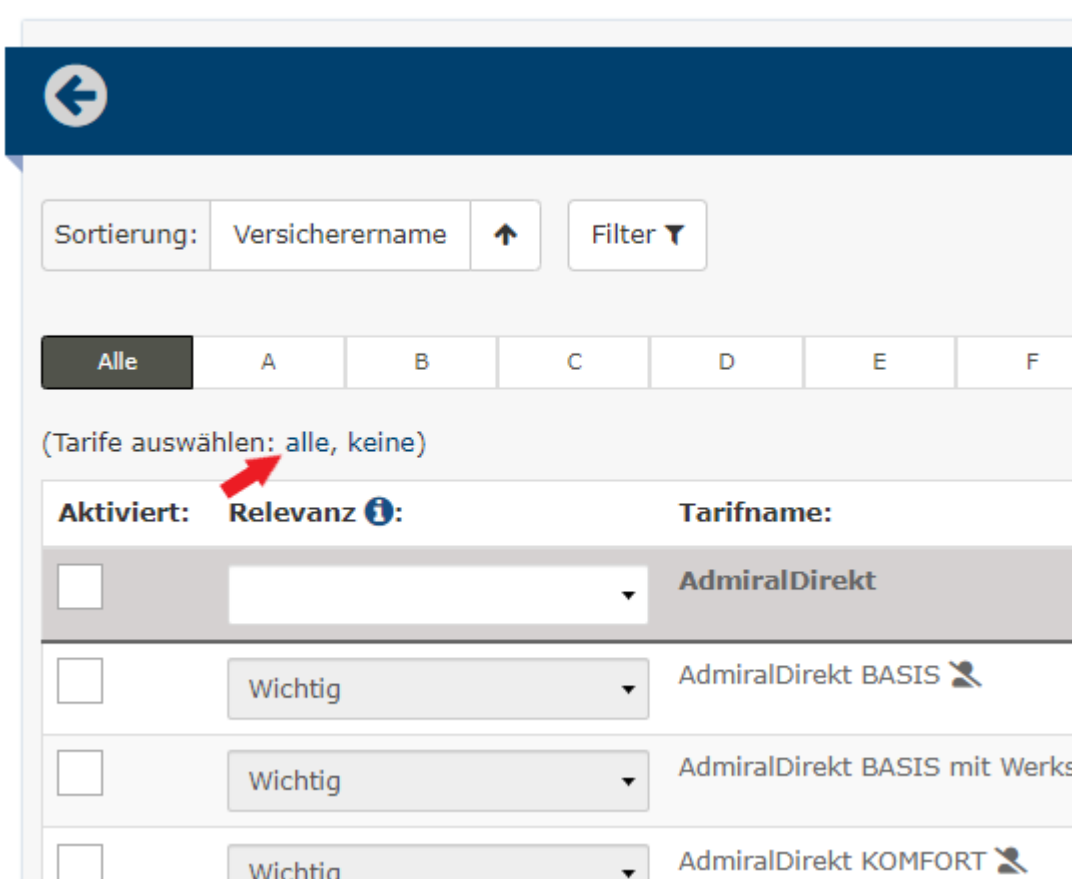 Sortierung: Versicherername Filter
Alle A B C D E F
(Tarife auswählen: alle, keine)
Aktiviert: Relevanz i: Tarifname:
AdmiralDirekt
Wichtig AdmiralDirekt BASIS
Wichtig AdmiralDirekt BASIS mit Werks
Wichtig AdmiralDirekt KOMFORT